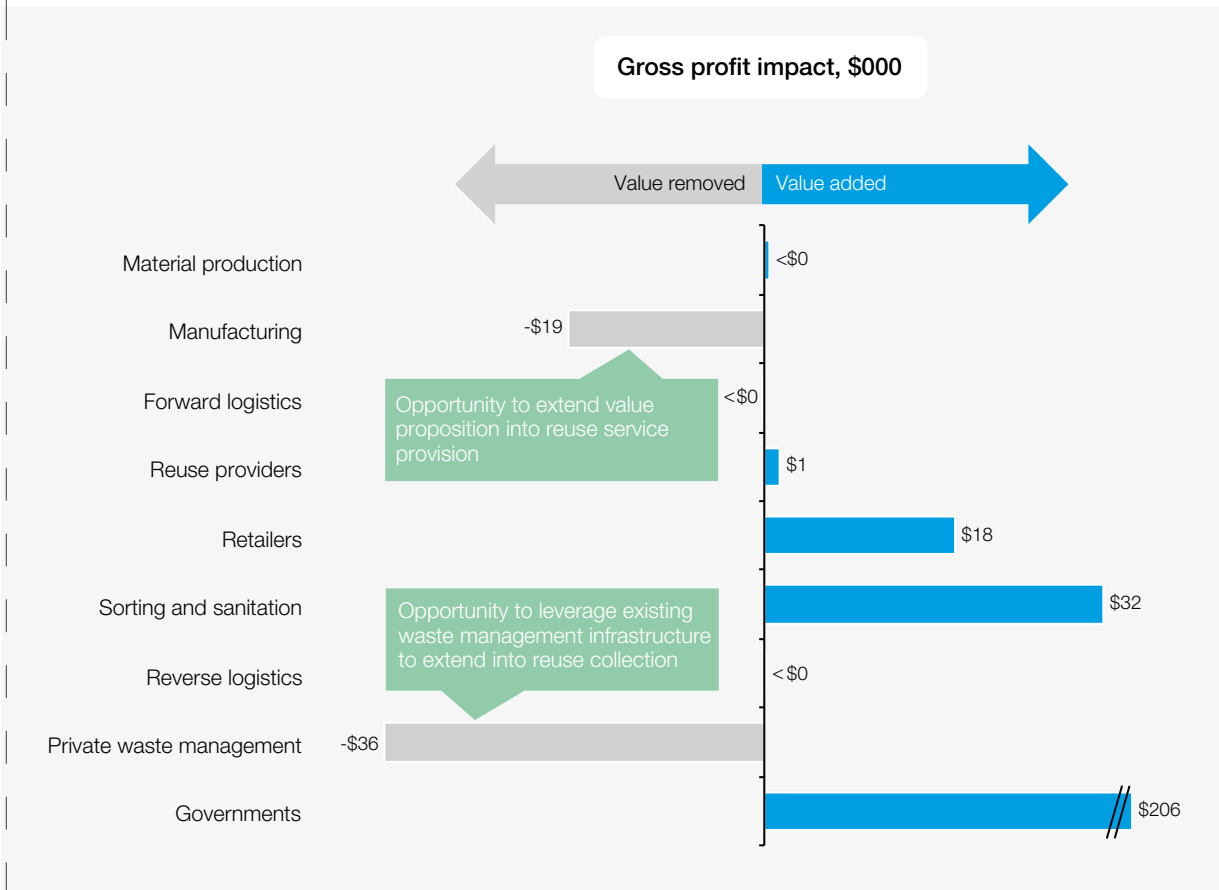 Gross profit impact, $000
Value removed
Value added
Material production
<$0
Manufacturing
-$19
Opportunity to extend value
proposition into reuse service
provision
Forward logistics
<$0
Reuse providers
$1
Retailers
$18
Sorting and sanitation
$32
Opportunity to leverage existing
waste management infrastructure
to extend into reuse collection
Reverse logistics
<$0
Private waste management
-$36
Governments
$206